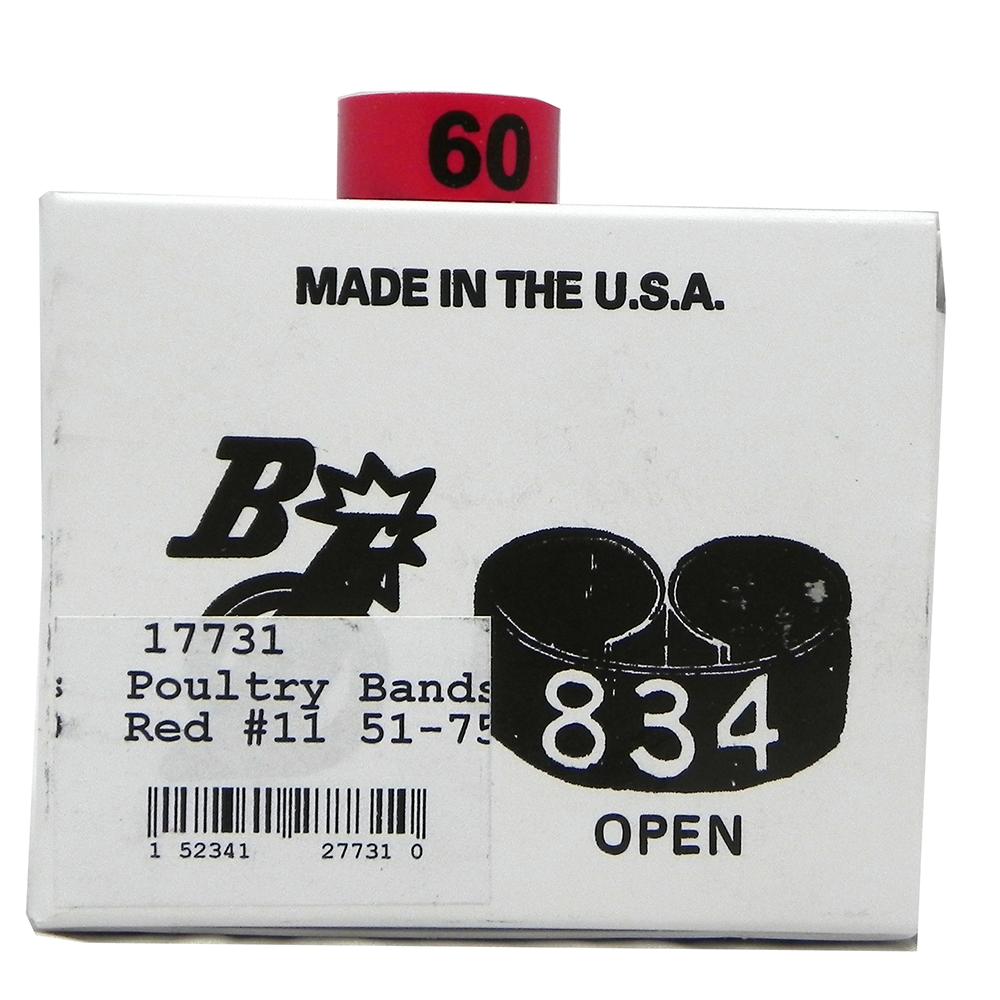 60
MADE IN THE U.S.A.
B
17731
Poultry Bands
Red #11 51-75
834
1 52341 27731 0
OPEN